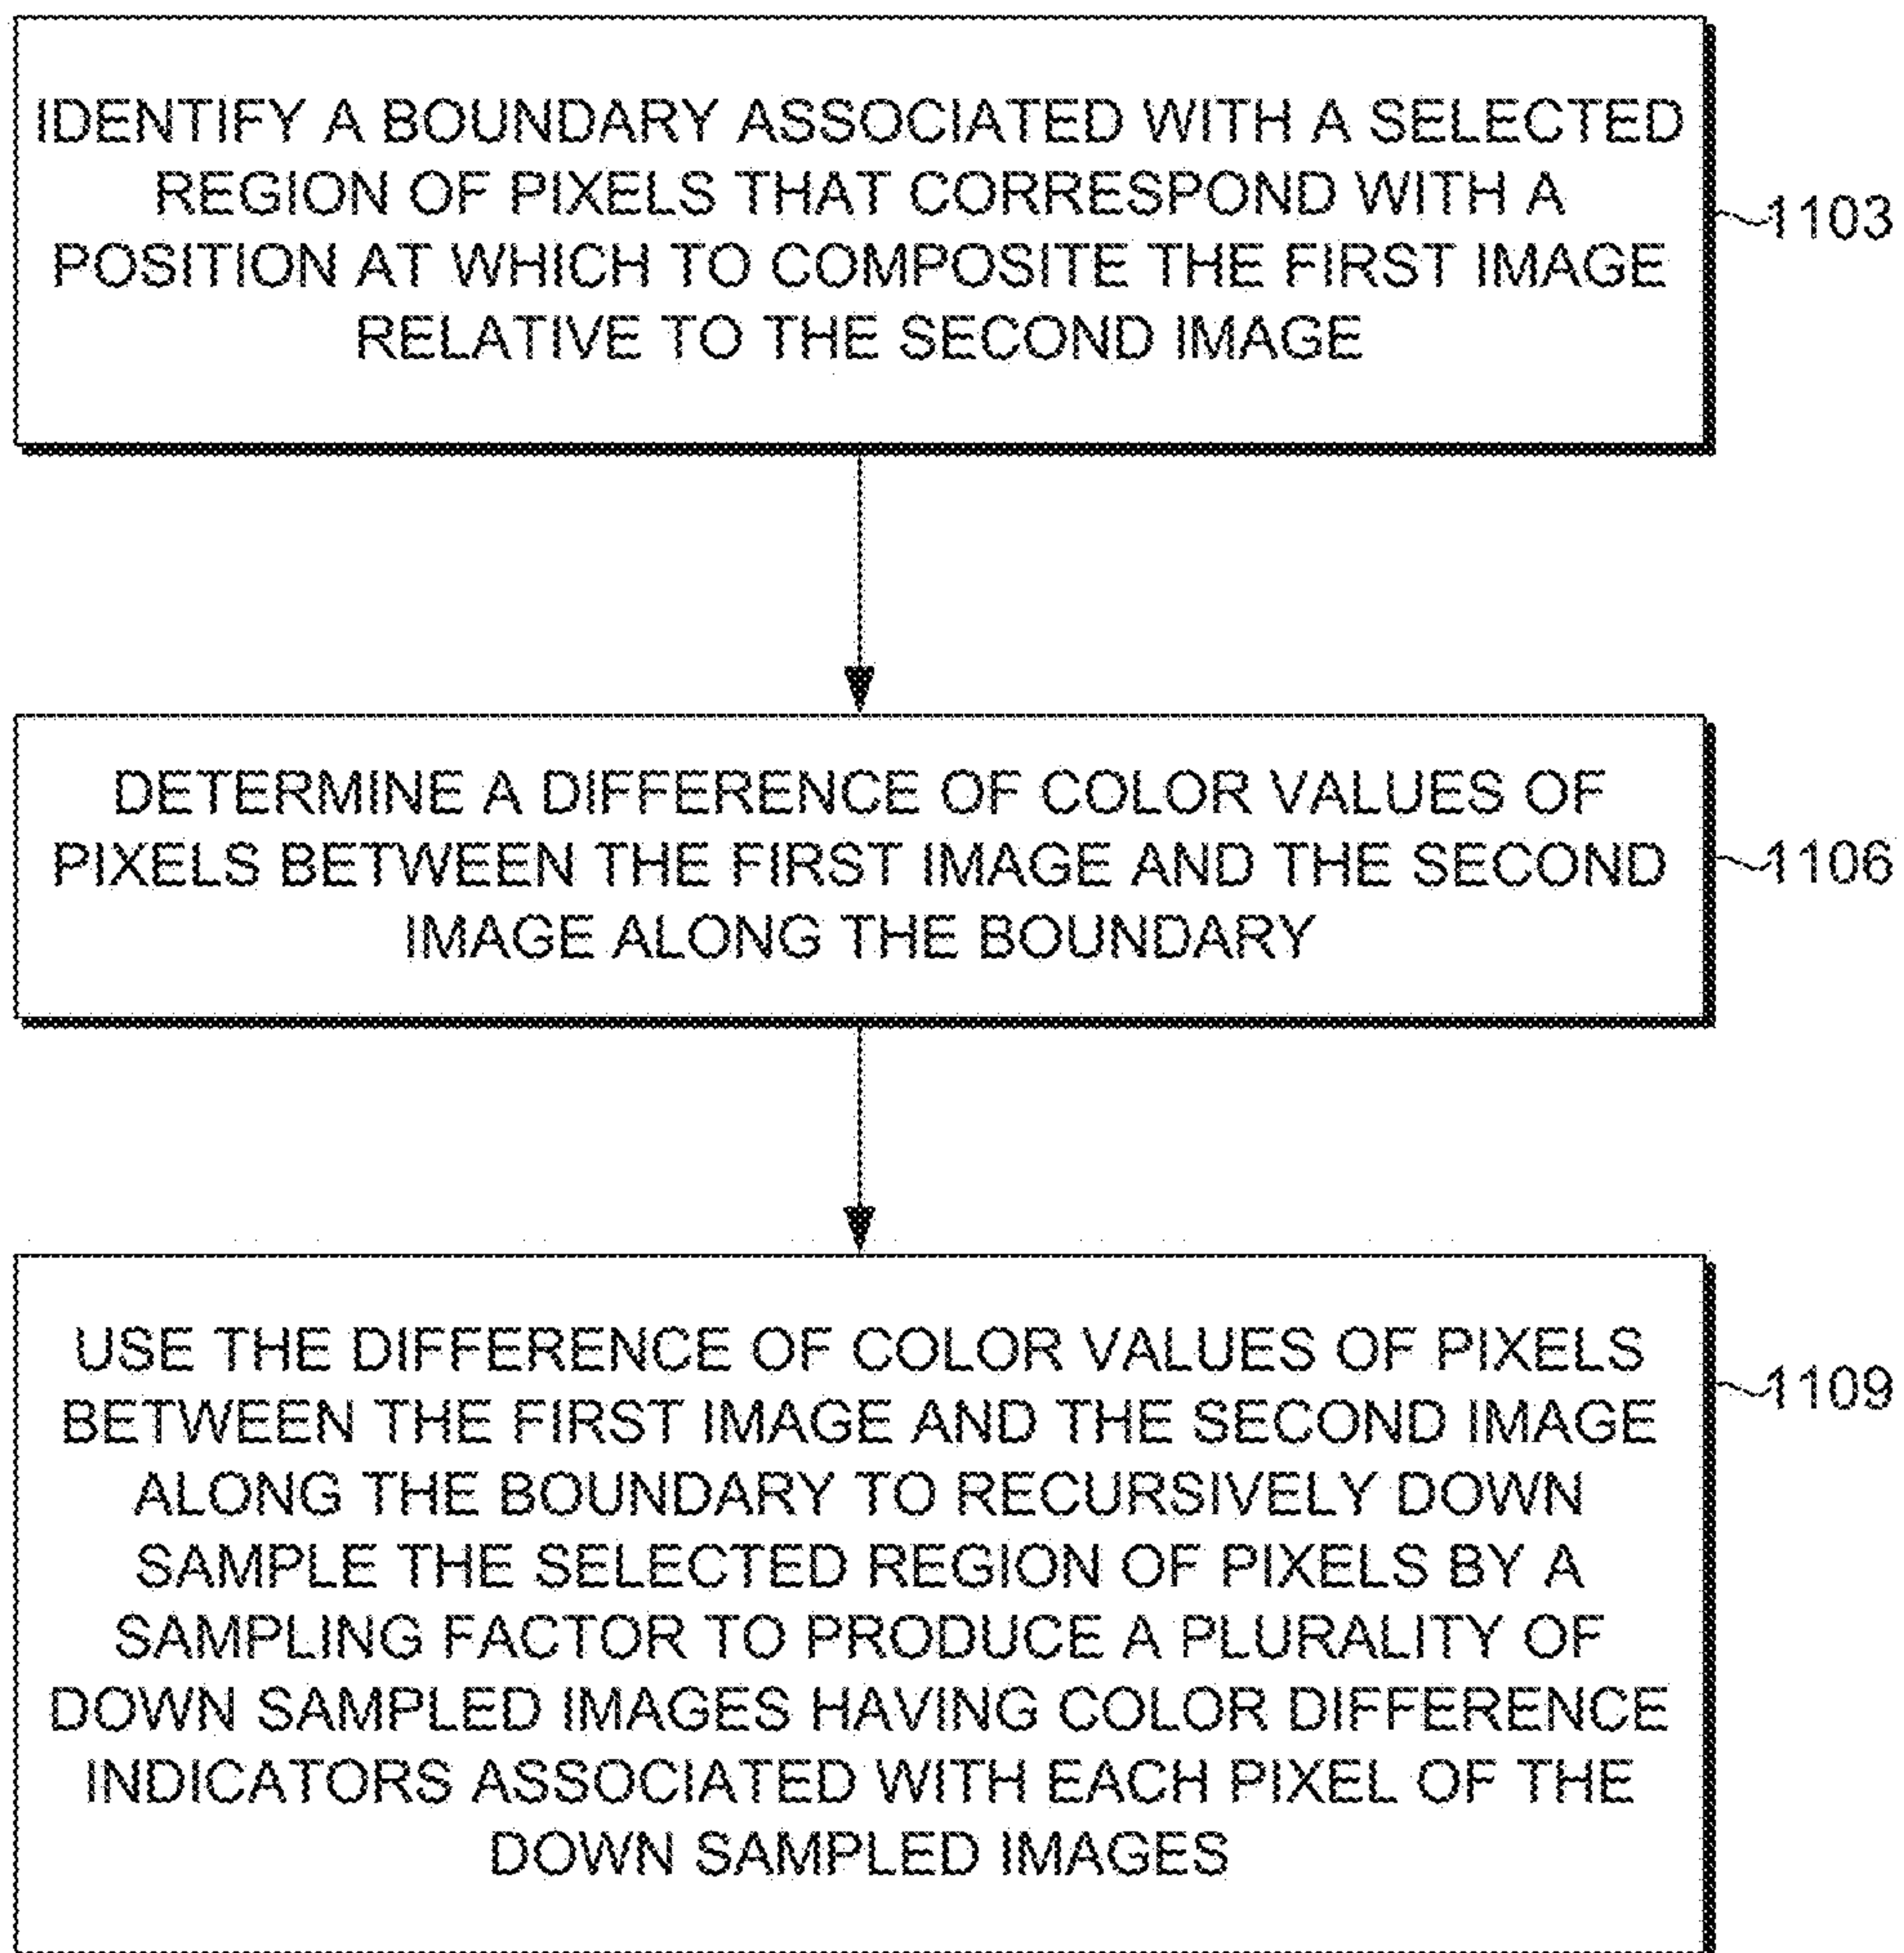 IDENTIFY A BOUNDARY ASSOCIATED WITH A SELECTED
REGION OF PIXELS THAT CORRESPOND WITH A
POSITION AT WHICH TO COMPOSITE THE FIRST IMAGE
RELATIVE TO THE SECOND IMAGE
1103
DETERMINE A DIFFERENCE OF COLOR VALUES OF
PIXELS BETWEEN THE FIRST IMAGE AND THE SECOND
IMAGE ALONG THE BOUNDARY
1106
USE THE DIFFERENCE OF COLOR VALUES OF PIXELS
BETWEEN THE FIRST IMAGE AND THE SECOND IMAGE
ALONG THE BOUNDARY TO RECURSIVELY DOWN
SAMPLE THE SELECTED REGION OF PIXELS BY A
SAMPLING FACTOR TO PRODUCE A PLURALITY OF
DOWN SAMPLED IMAGES HAVING COLOR DIFFERENCE
INDICATORS ASSOCIATED WITH EACH PIXEL OF THE
DOWN SAMPLED IMAGES
1109